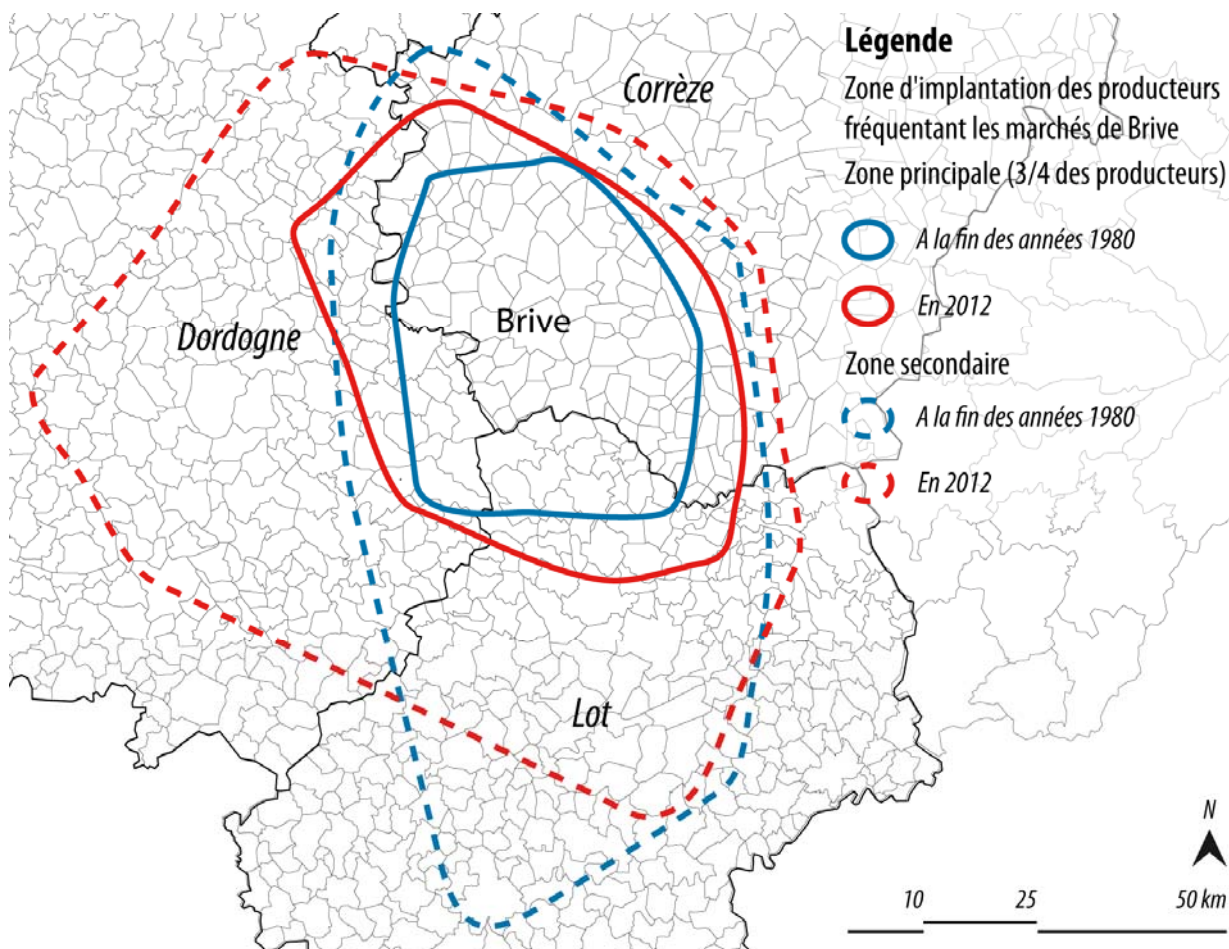 Légende
Zone d'implantation des producteurs
fréquentant les marchés de Brive
Zone principale (3/4 des producteurs)
A la fin des années 1980
En 2012
Zone secondaire
A la fin des années 1980
En 2012
Corrèze
Dordogne
Brive
Lot
N
10 25 50 km